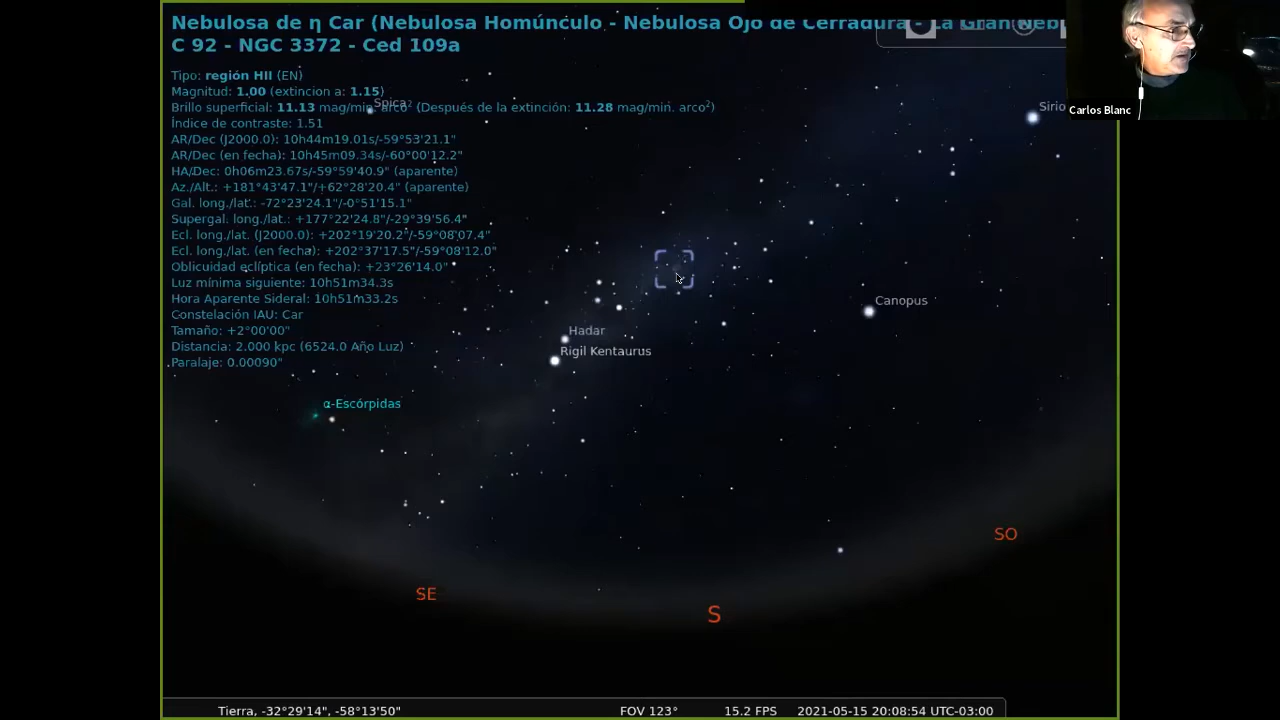 Nebulosa de η Car (Nebulosa Homúnculo - Nebulosa Ojo de Cerradura - La Gran Neb
C 92 - NGC 3372 - Ced 109a
Tipo: región HII (EN)
Magnitud: 1.00 (extincion a: 1.15)
Spica
Brillo superficial: 11.13 mag/min. arco² (Después de la extinción: 11.28 mag/min. arco²)
Sirio
Carlos Blanc
Índice de contraste: 1.51
AR/Dec (J2000.0): 10h44m19.01s/-59°53'21.1"
AR/Dec (en fecha): 10h45m09.34s/-60°00'12.2"
HA/Dec: 0h06m23.67s/-59°59'40.9" (aparente)
Az./Alt.: +181°43'47.1"/+62°28'20.4" (aparente)
Gal. long./lat.: -72°23'24.1"/-0°51'15.1"
Supergal. long./lat.: +177°22'24.8"/-29°39'56.4"
Ecl. long./lat. (J2000.0): +202°19'20.2"/-59°08'07.4"
Ecl. long./lat. (en fecha): +202°37'17.5"/-59°08'12.0"
Oblicuidad eclíptica (en fecha): +23°26'14.0"
Luz mínima siguiente: 10h51m34.3s
Hora Aparente Sideral: 10h51m33.2s
Constelación IAU: Car
Tamaño: +2°00'00"
Distancia: 2.000 kpc (6524.0 Año Luz)
Paralaje: 0.00090"
Canopus
Hadar
Rigil Kentaurus
α-Escórpidas
SO
SE
S
Tierra, -32°29'14", -58°13'50" FOV 123° 15.2 FPS 2021-05-15 20:08:54 UTC-03:00